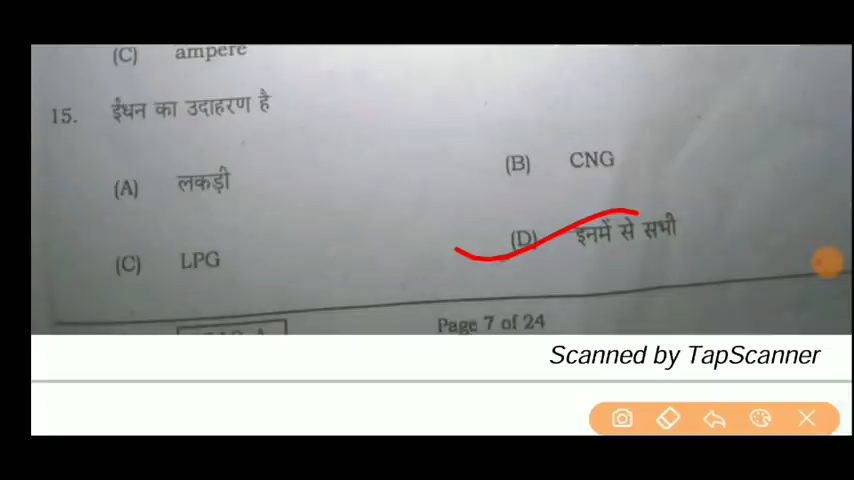 (C) ampere
15. ईंधन का उदाहरण है
(A) लकड़ी
(B) CNG
(C) LPG
(D) इनमें से सभी
Page 7 of 24
Scanned by TapScanner